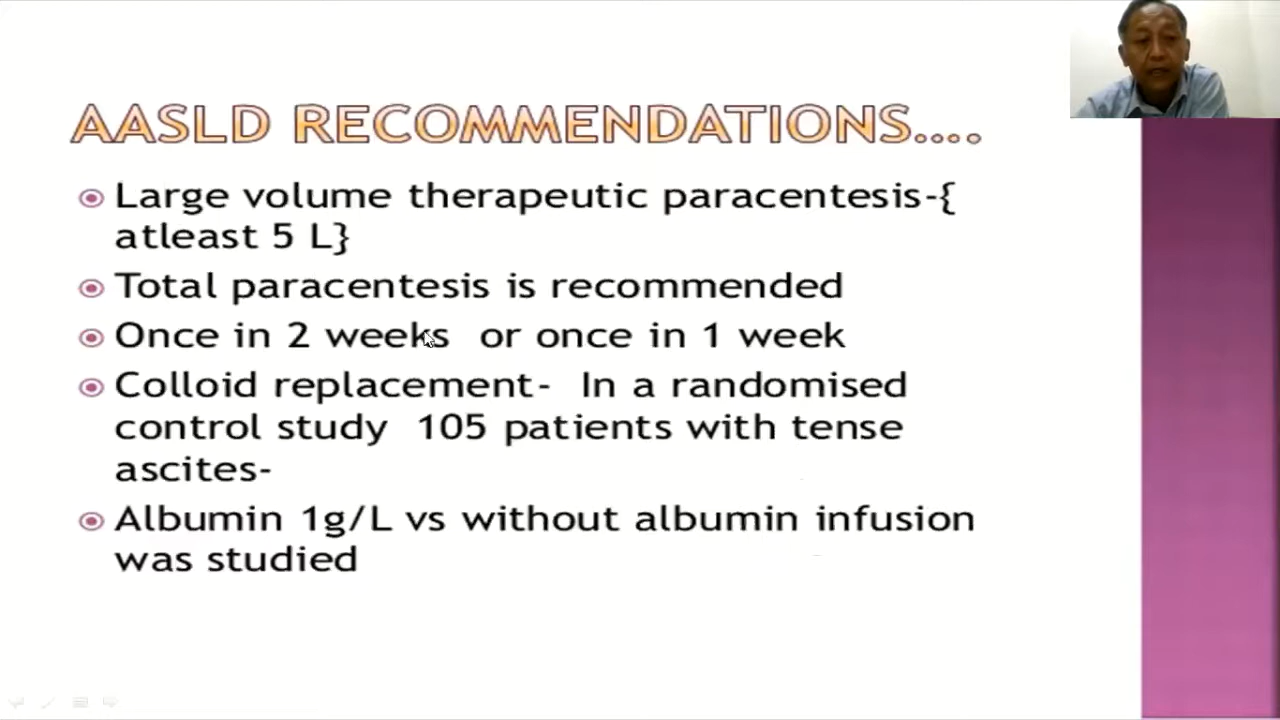 AASLD RECOMMENDATIONS....
Large volume therapeutic paracentesis-{
atleast 5 L}
Total paracentesis is recommended
Once in 2 weeks or once in 1 week
Colloid replacement- In a randomised
control study 105 patients with tense
ascites-
Albumin 1g/L vs without albumin infusion
was studied